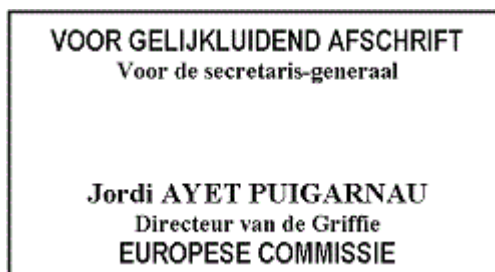 VOOR GELIJKLUIDEND AFSCHRIFT
Voor de secretaris-generaal
Jordi AYET PUIGARNAU
Directeur van de Griffie
EUROPESE COMMISSIE